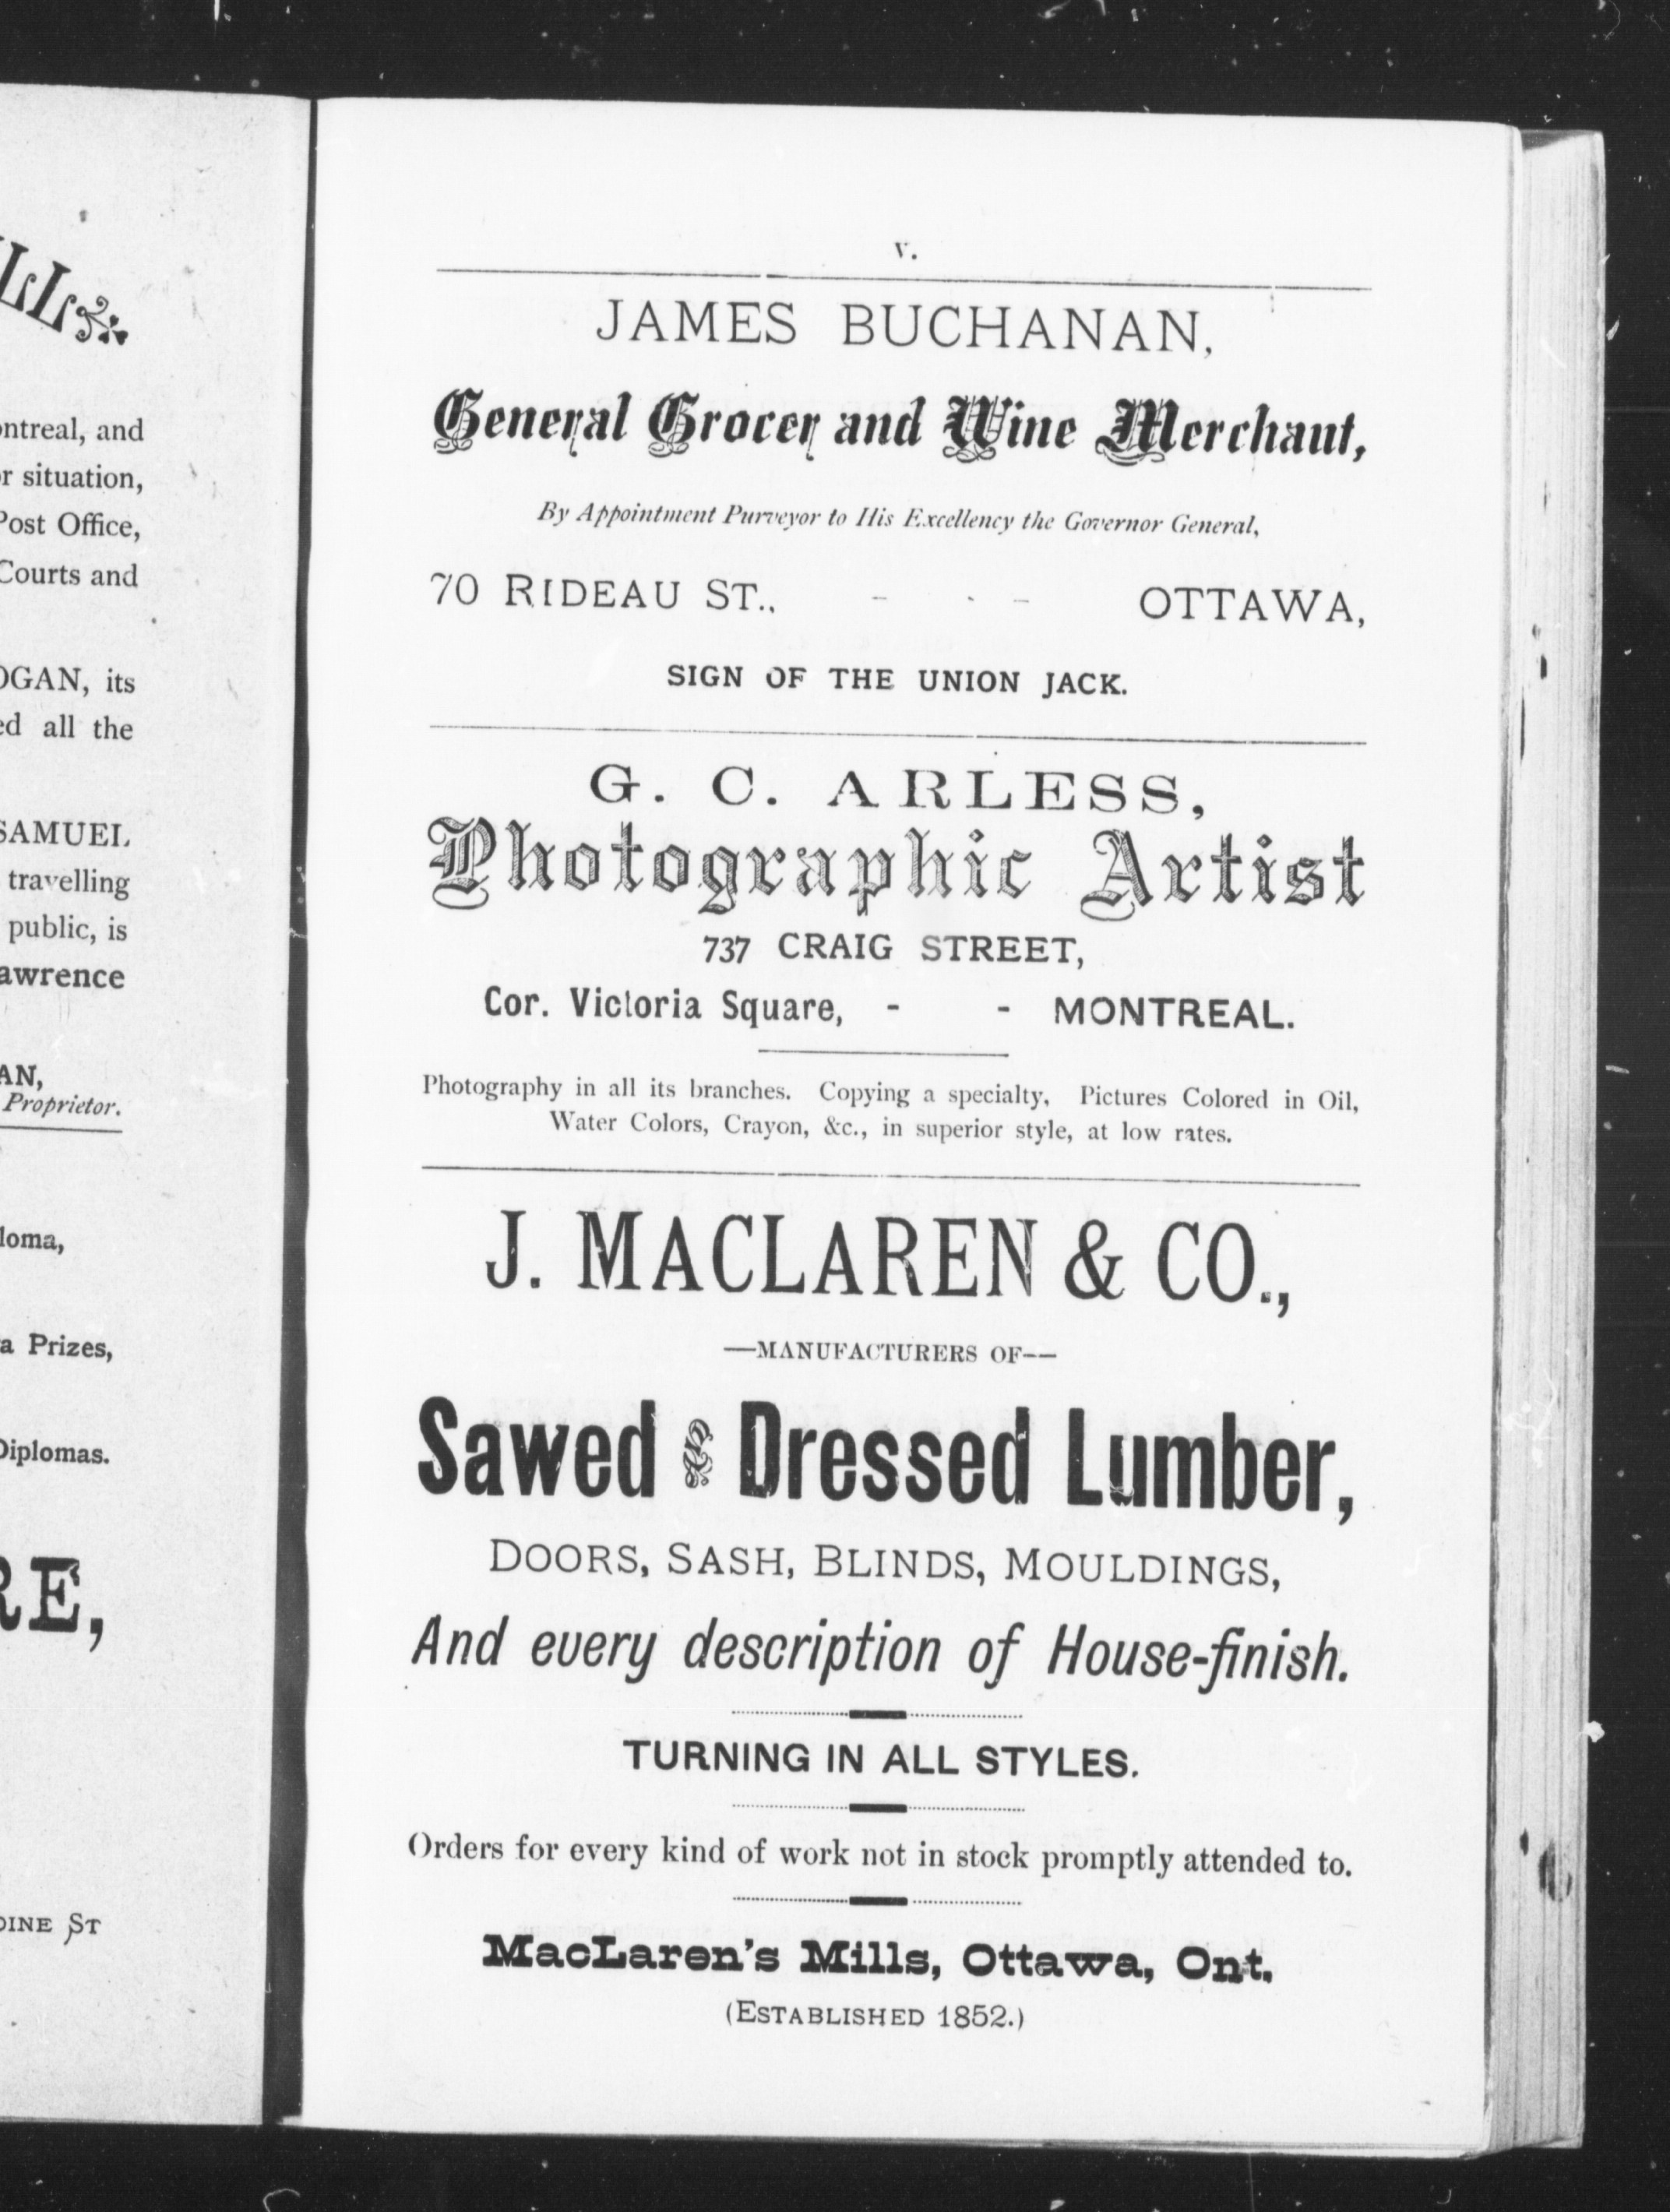 LL
ontreal, and
r situation,
Post Office,
Courts and
OGAN, its
ed all the
SAMUEL
travelling
public, is
awrence
AN,
Proprietor.
loma,
a Prizes,
Diplomas.
RE,
DINE ST
v.
JAMES BUCHANAN,
General Grocer and Wine Merchant,
By Appointment Purveyor to His Excellency the Governor General,
70 RIDEAU ST., - - - OTTAWA,
SIGN OF THE UNION JACK.
G. C. ARLESS,
Photographic Artist
737 CRAIG STREET,
Cor. Victoria Square, - - MONTREAL.
Photography in all its branches. Copying a specialty, Pictures Colored in Oil,
Water Colors, Crayon, &c., in superior style, at low rates.
J. MACLAREN & CO.,
—MANUFACTURERS OF—
Sawed and Dressed Lumber,
DOORS, SASH, BLINDS, MOULDINGS,
And every description of House-finish.
TURNING IN ALL STYLES.
Orders for every kind of work not in stock promptly attended to.
MacLaren's Mills, Ottawa, Ont.
(ESTABLISHED 1852.)